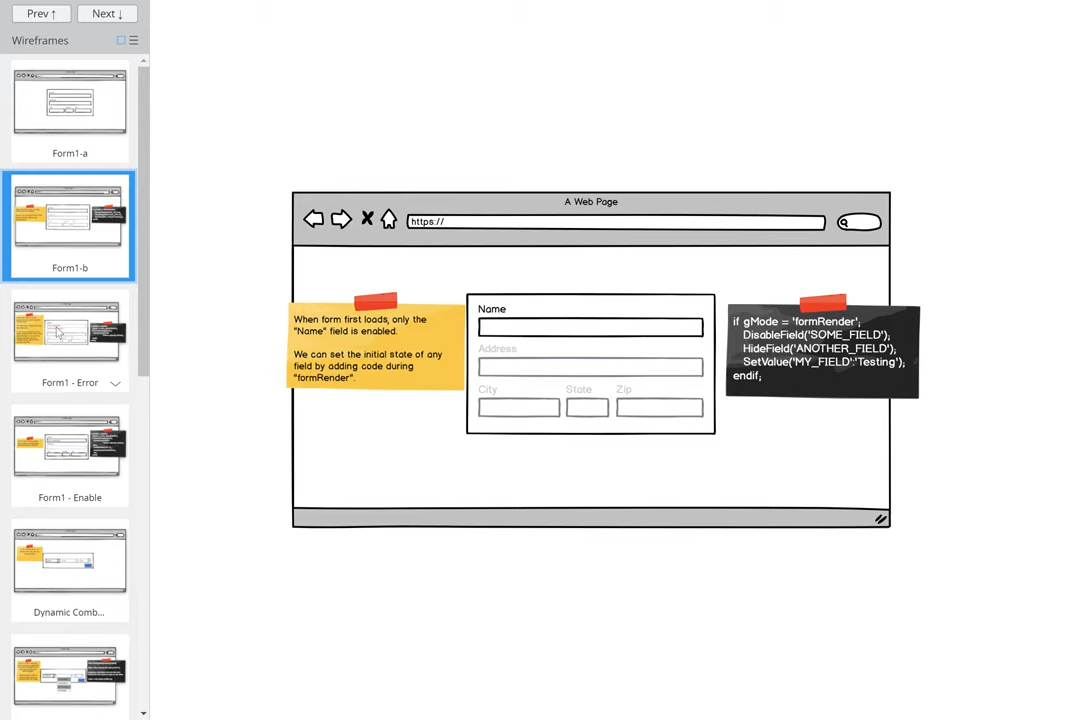 Prev ↑ Next ↓
Wireframes
Form1-a
Form1-b
Form1 - Error
Form1 - Enable
Dynamic Comb...
A Web Page
https://
When form first loads, only the
"Name" field is enabled.
We can set the initial state of any
field by adding code during
"formRender".
Name
Address
City State Zip
if gMode = 'formRender';
DisableField('SOME_FIELD');
HideField('ANOTHER_FIELD');
SetValue('MY_FIELD':'Testing');
endif;